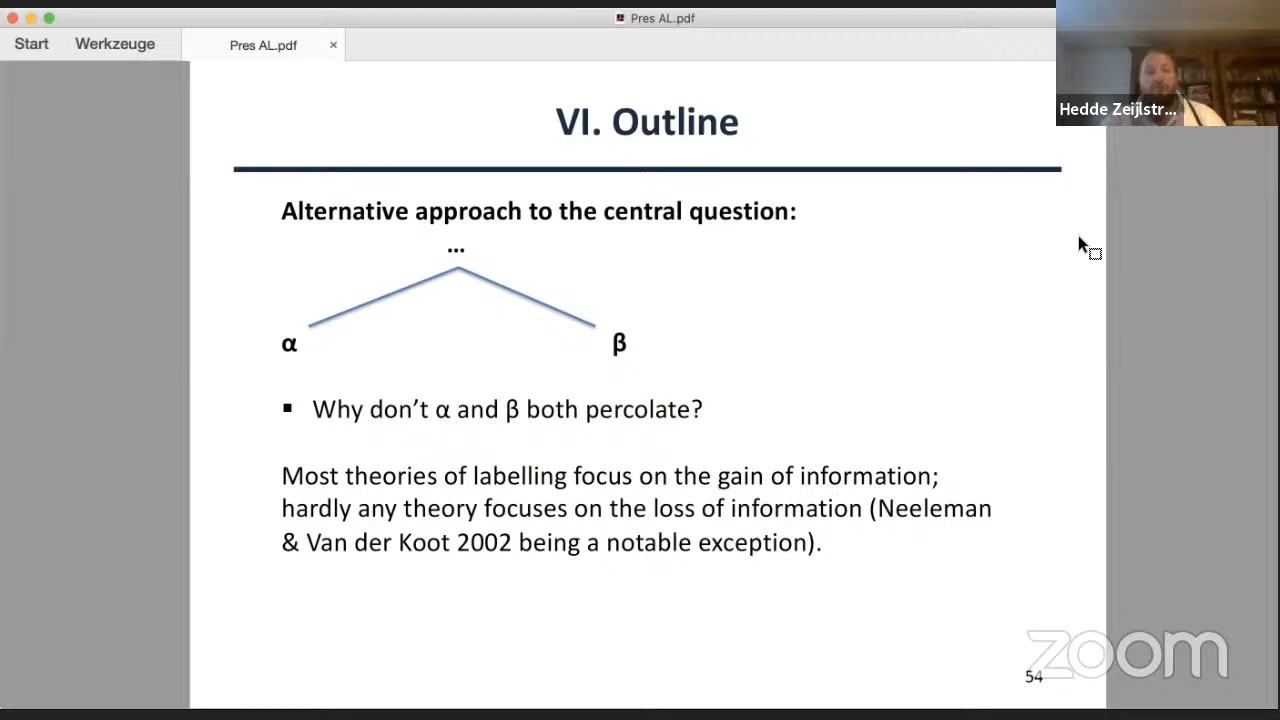 Pres AL.pdf
Start Werkzeuge Pres AL.pdf ×
Hedde Zeijlstr...
VI. Outline
Alternative approach to the central question:
...
α β
▪ Why don’t α and β both percolate?
Most theories of labelling focus on the gain of information;
hardly any theory focuses on the loss of information (Neeleman
& Van der Koot 2002 being a notable exception).
zoom
54